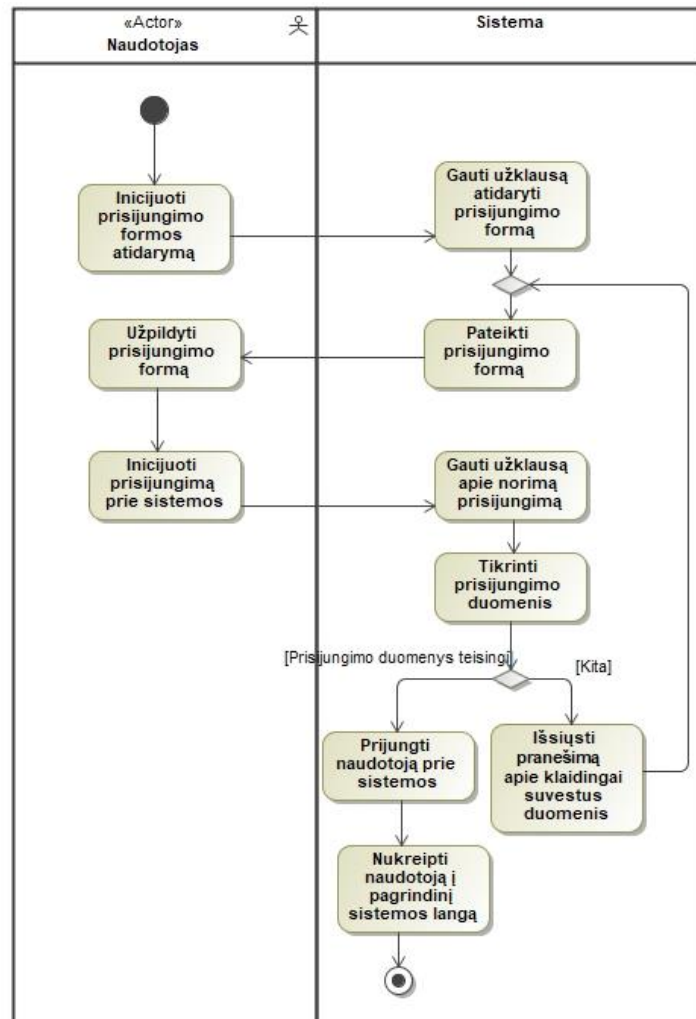 «Actor»
Naudotojas
Sistema
Inicijuoti
prisijungimo
formos
atidarymą
Gauti užklausą
atidaryti
prisijungimo
formą
Pateikti
prisijungimo
formą
Užpildyti
prisijungimo
formą
Inicijuoti
prisijungimą
prie sistemos
Gauti užklausą
apie norimą
prisijungimą
Tikrinti
prisijungimo
duomenis
[Prisijungimo duomenys teisingi]
[Kita]
Prijungti
naudotoją prie
sistemos
Išsiųsti
pranešimą
apie klaidingai
suvestus
duomenis
Nukreipti
naudotoją į
pagrindinį
sistemos langą